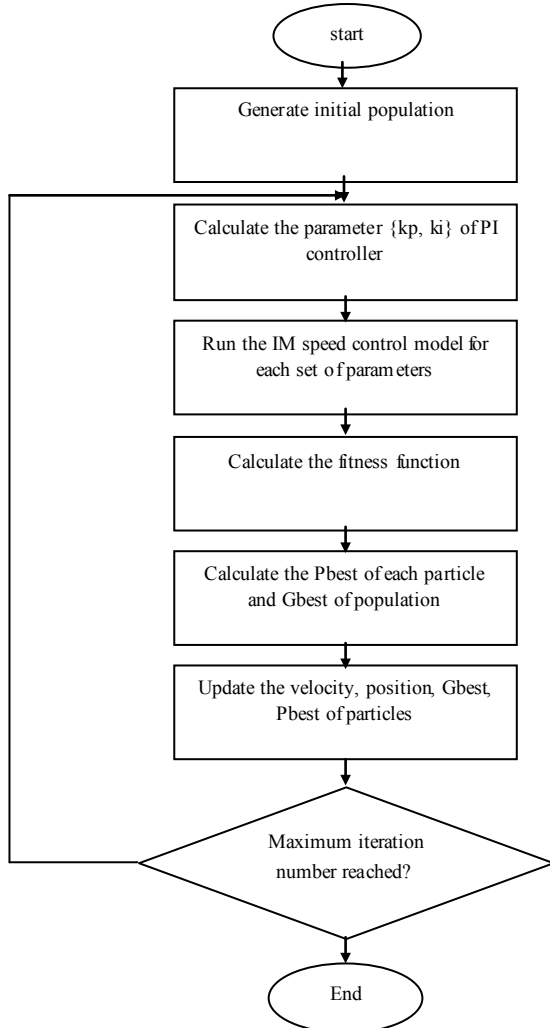 start
Generate initial population
Calculate the parameter {kp, ki} of PI
controller
Run the IM speed control model for
each set of parameters
Calculate the fitness function
Calculate the Pbest of each particle
and Gbest of population
Update the velocity, position, Gbest,
Pbest of particles
Maximum iteration
number reached?
End